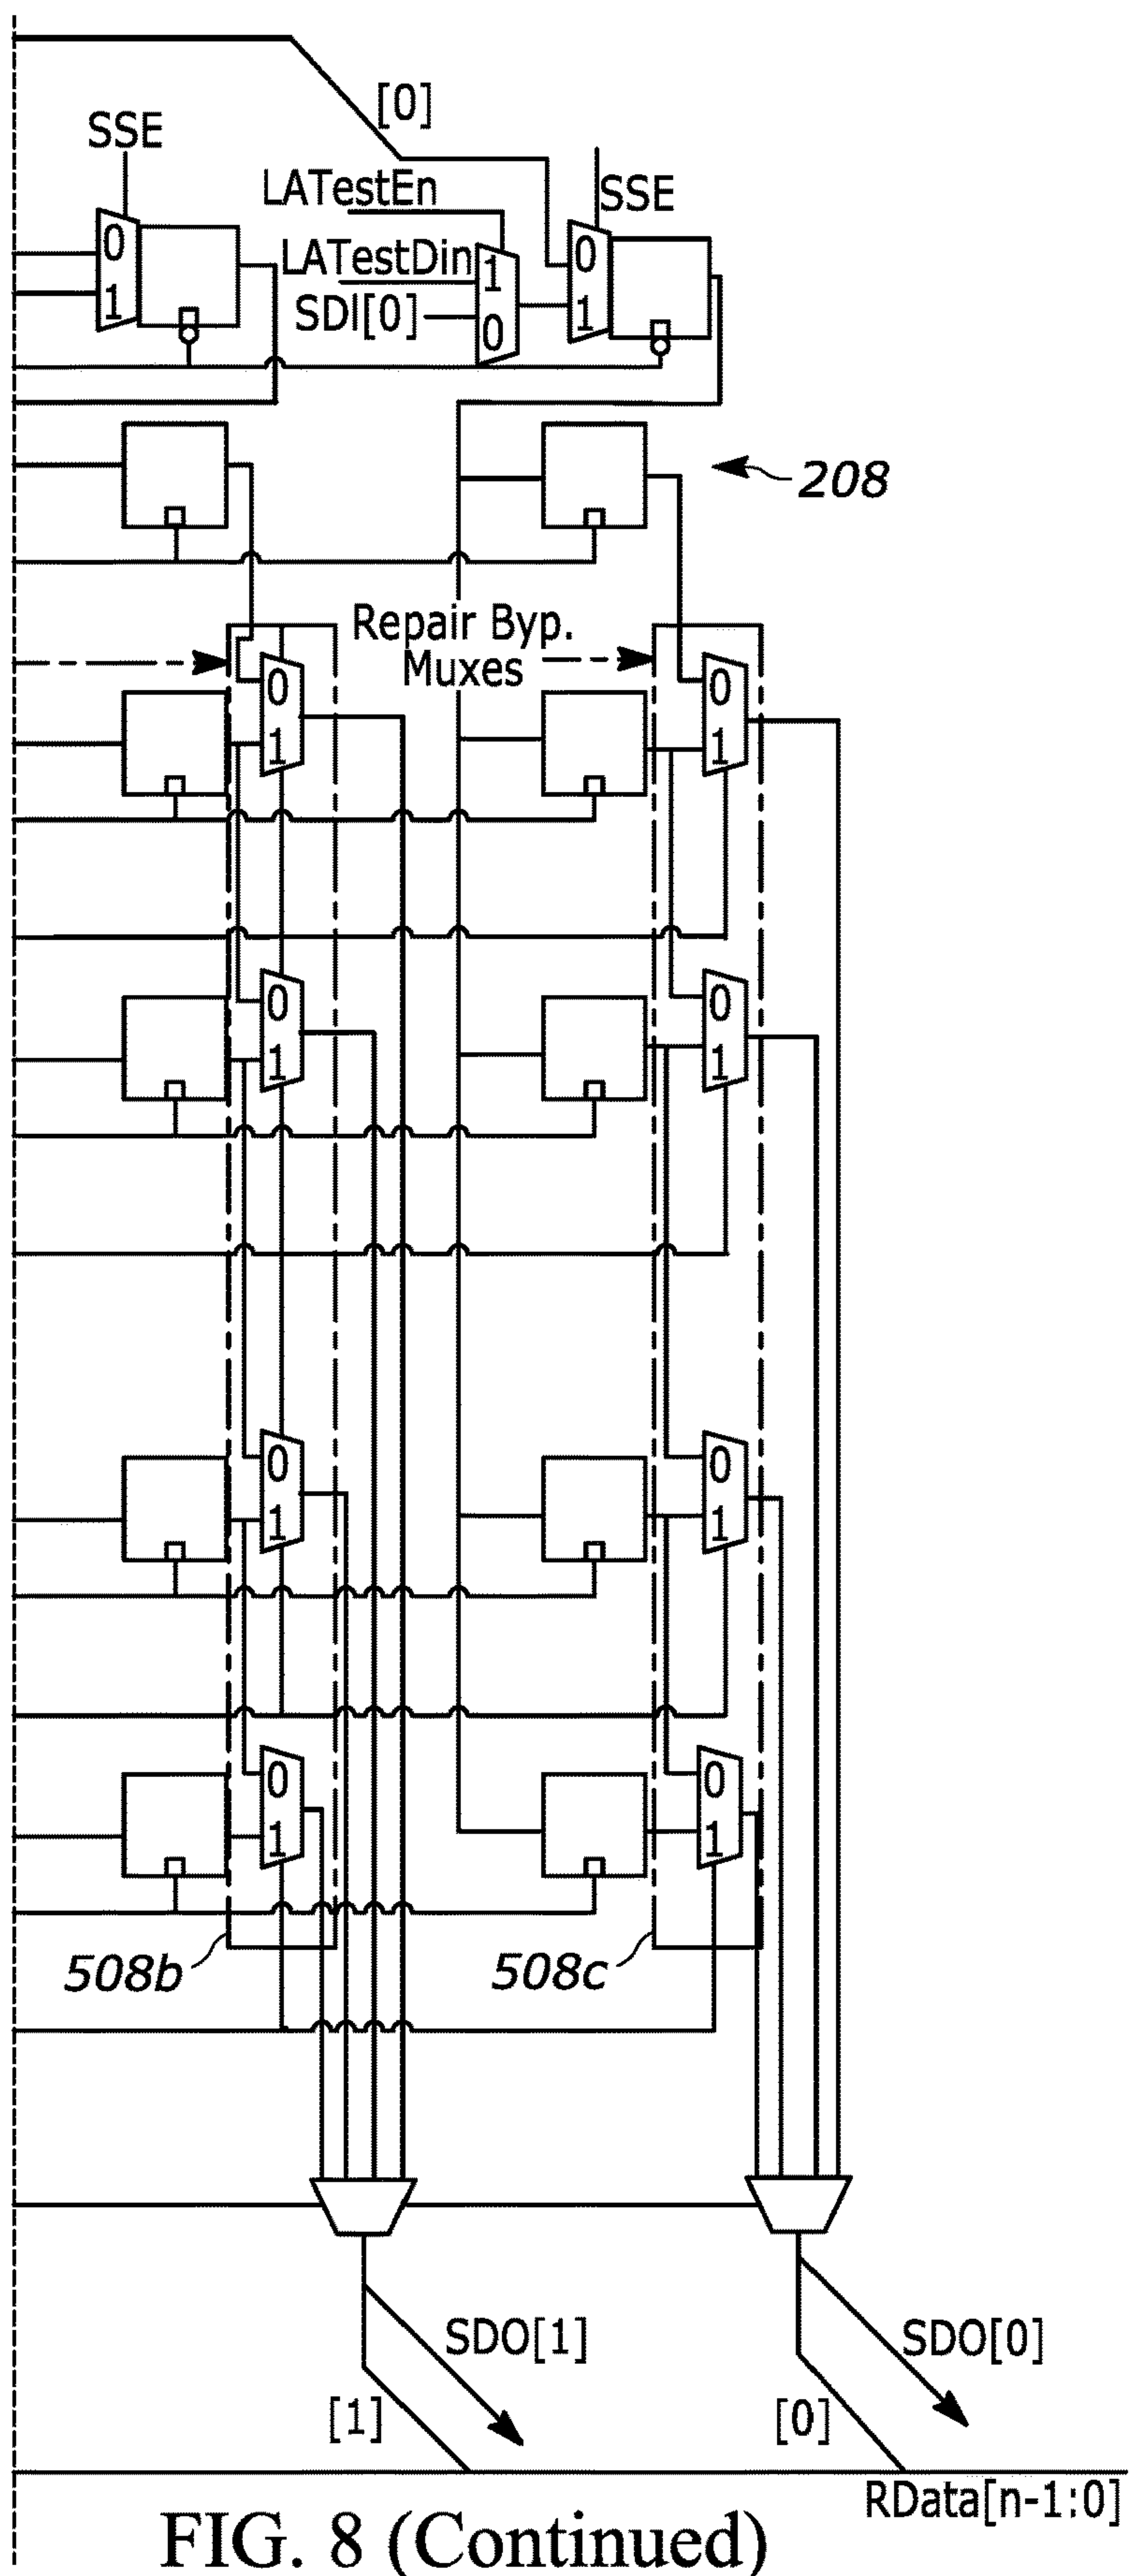 [0]
SSE
LATestEn
SSE
0
1
LATestDin
SDI[0]
1
0
0
1
208
Repair Byp.
Muxes
0
1
0
1
0
1
0
1
0
1
0
1
0
1
0
1
508b
508c
SDO[1]
SDO[0]
[1]
[0]
RData[n-1:0]
FIG. 8 (Continued)